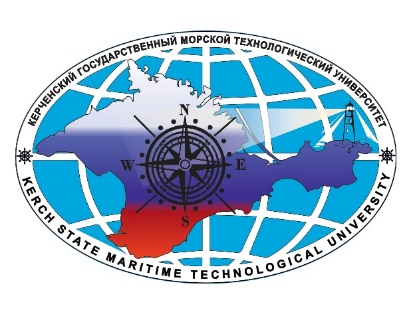 КЕРЧЕНСКИЙ ГОСУДАРСТВЕННЫЙ МОРСКОЙ ТЕХНОЛОГИЧЕСКИЙ УНИВЕРСИТЕТ
N
W E
S
KERCH STATE MARITIME TECHNOLOGICAL UNIVERSITY